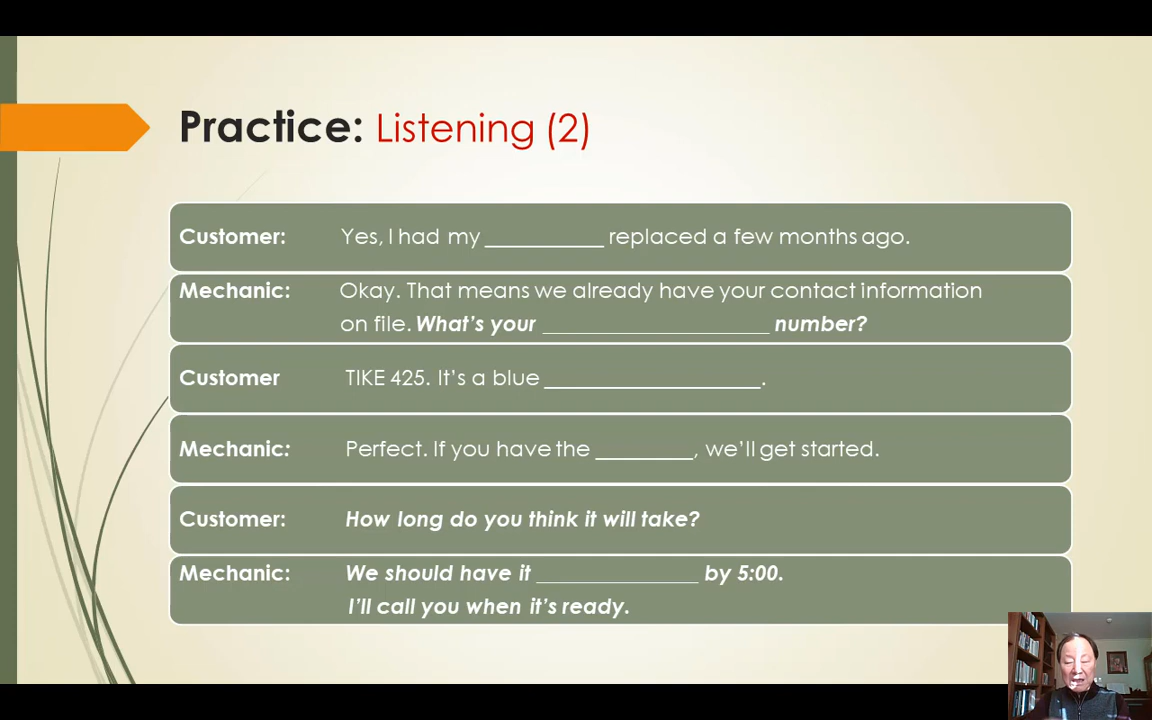 Practice: Listening (2)
Customer: Yes, I had my __________ replaced a few months ago.
Mechanic: Okay. That means we already have your contact information
on file. What's your ___________________ number?
Customer TIKE 425. It's a blue __________________.
Mechanic: Perfect. If you have the ________, we'll get started.
Customer: How long do you think it will take?
Mechanic: We should have it ______________ by 5:00.
I'll call you when it's ready.